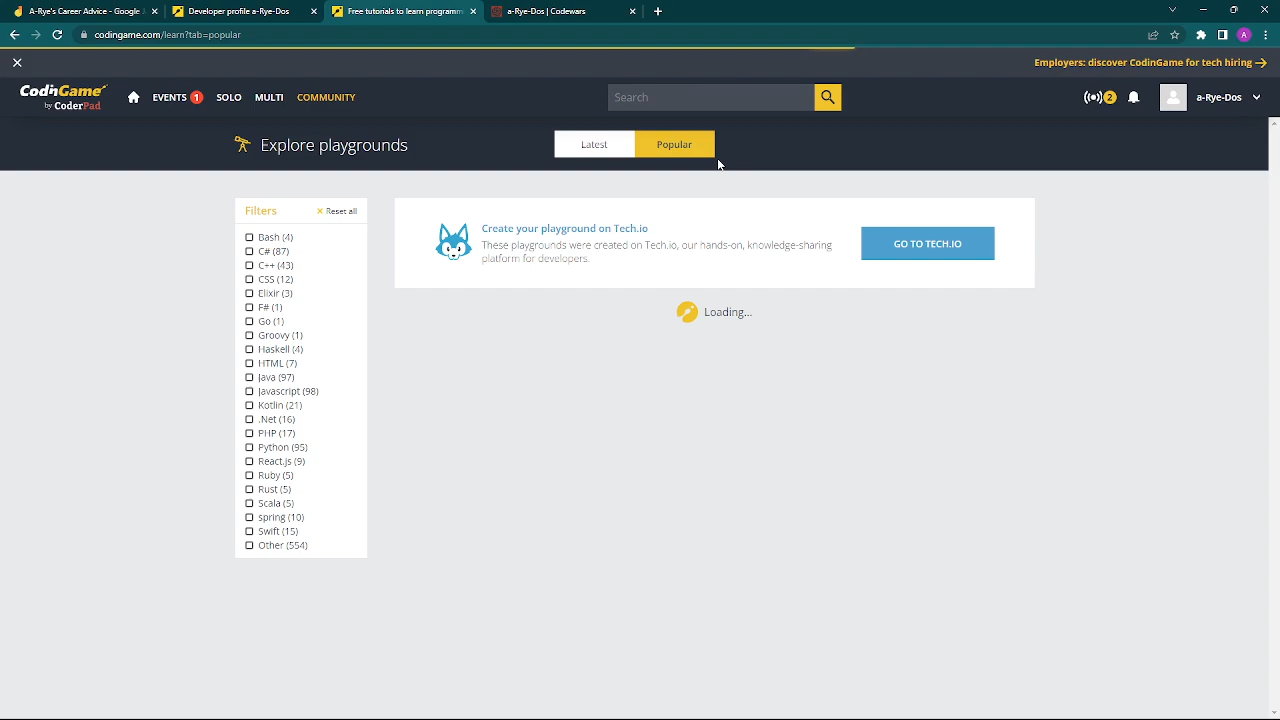 A-Rye's Career Advice - Google J
Developer profile a-Rye-Dos
Free tutorials to learn programm
a-Rye-Dos | Codewars
codingame.com/learn?tab=popular
A
Employers: discover CodinGame for tech hiring
CODINGAME
by CoderPad
EVENTS 1
SOLO
MULTI
COMMUNITY
Search
2
a-Rye-Dos
Explore playgrounds
Latest
Popular
Filters
Reset all
Bash (4)
C# (87)
C++ (43)
CSS (12)
Elixir (3)
F# (1)
Go (1)
Groovy (1)
Haskell (4)
HTML (7)
Java (97)
Javascript (98)
Kotlin (21)
.Net (16)
PHP (17)
Python (95)
React.js (9)
Ruby (5)
Rust (5)
Scala (5)
spring (10)
Swift (15)
Other (554)
Create your playground on Tech.io
These playgrounds were created on Tech.io, our hands-on, knowledge-sharing
platform for developers.
GO TO TECH.IO
Loading...